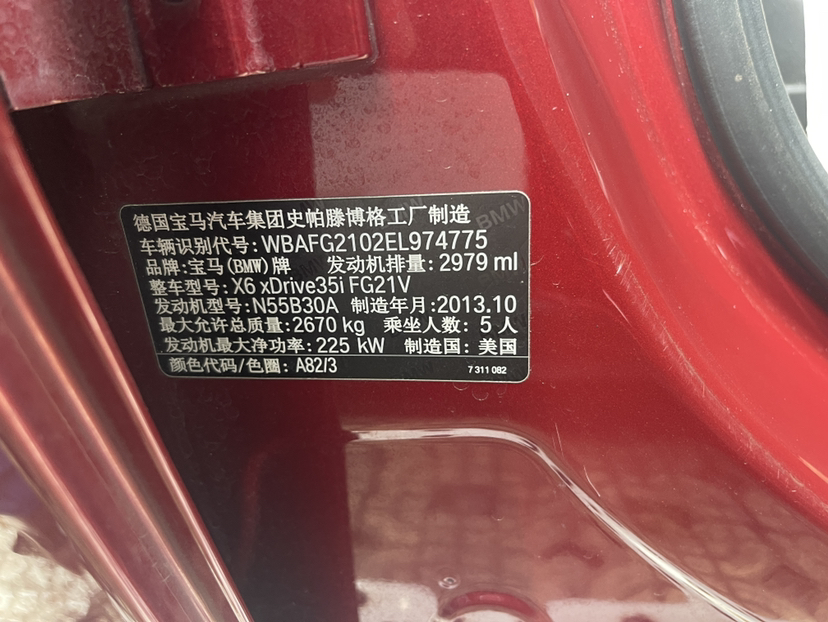 德国宝马汽车集团史帕滕博格工厂制造
车辆识别代号: WBAFG2102EL974775
品牌: 宝马(BMW)牌 发动机排量: 2979 ml
整车型号: X6 xDrive35i FG21V
发动机型号: N55B30A 制造年月: 2013.10
最大允许总质量: 2670 kg 乘坐人数: 5 人
发动机最大净功率: 225 kW 制造国: 美国
颜色代码/色圈: A82/3 7 311 082